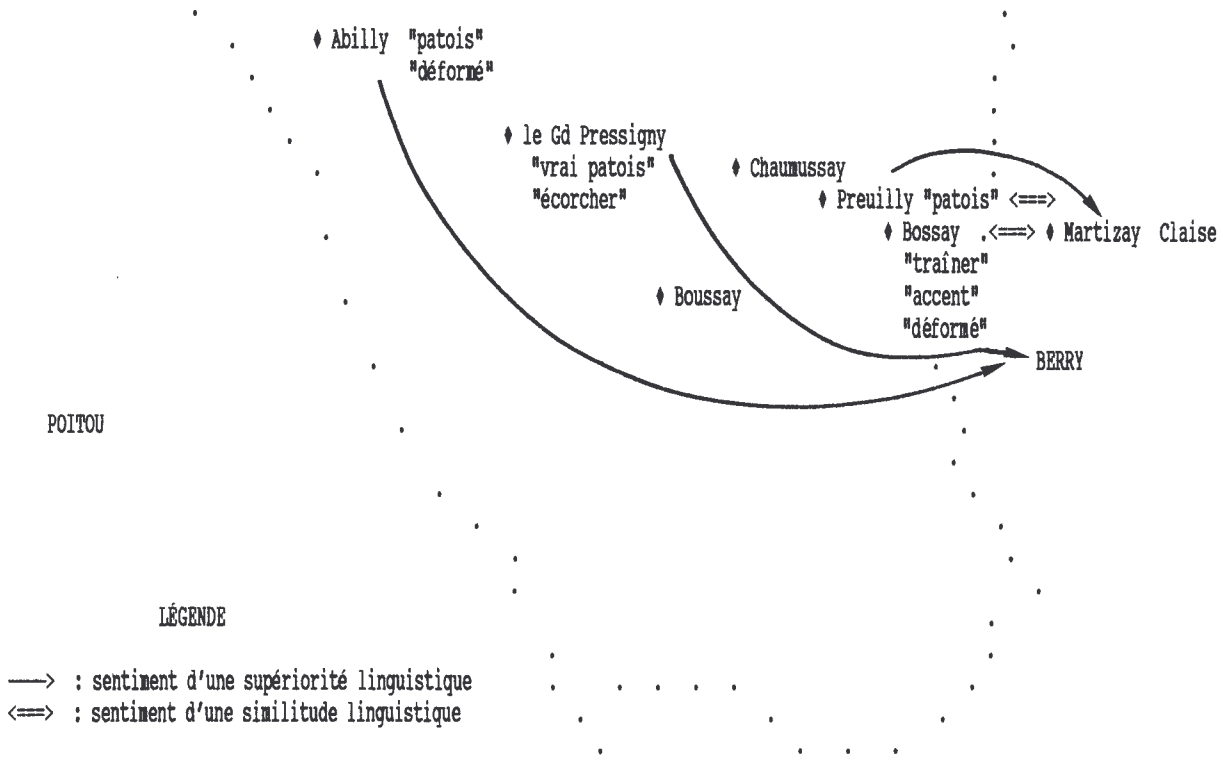 ♦ Abilly "patois"
"déformé"
♦ le Gd Pressigny
"vrai patois"
"écorcher"
♦ Chaumussay
♦ Preuilly "patois" <===>
♦ Bossay .<===> ♦ Martizay Claise
"traîner"
"accent"
"déformé"
♦ Boussay
BERRY
POITOU
LÉGENDE
——> : sentiment d'une supériorité linguistique
<===> : sentiment d'une similitude linguistique